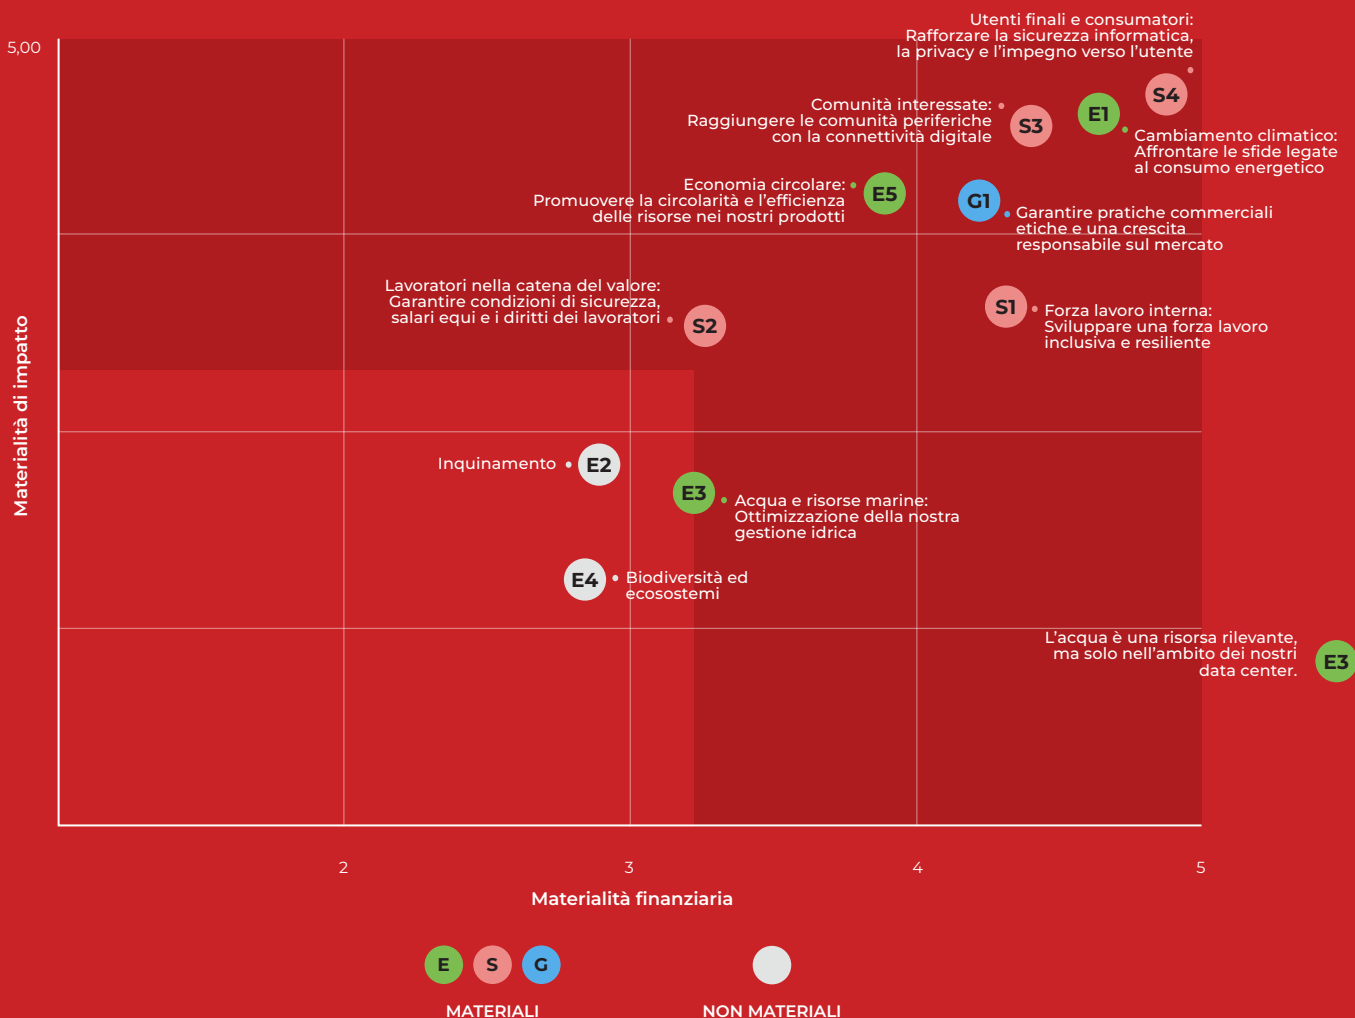 Utenti finali e consumatori:
Rafforzare la sicurezza informatica,
la privacy e l'impegno verso l'utente
5,00
S4
Comunità interessate:
Raggiungere le comunità periferiche
con la connettività digitale
S3
E1
Cambiamento climatico:
Affrontare le sfide legate
al consumo energetico
Economia circolare:
Promuovere la circolarità e l'efficienza
delle risorse nei nostri prodotti
E5
G1
Garantire pratiche commerciali
etiche e una crescita
responsabile sul mercato
Lavoratori nella catena del valore:
Garantire condizioni di sicurezza,
salari equi e i diritti dei lavoratori
S2
S1
Forza lavoro interna:
Sviluppare una forza lavoro
inclusiva e resiliente
Materialità di impatto
Inquinamento
E2
E3
Acqua e risorse marine:
Ottimizzazione della nostra
gestione idrica
E4
Biodiversità ed
ecosostemi
L'acqua è una risorsa rilevante,
ma solo nell'ambito dei nostri
data center.
E3
2
3
4
5
Materialità finanziaria
E
S
G
MATERIALI
NON MATERIALI